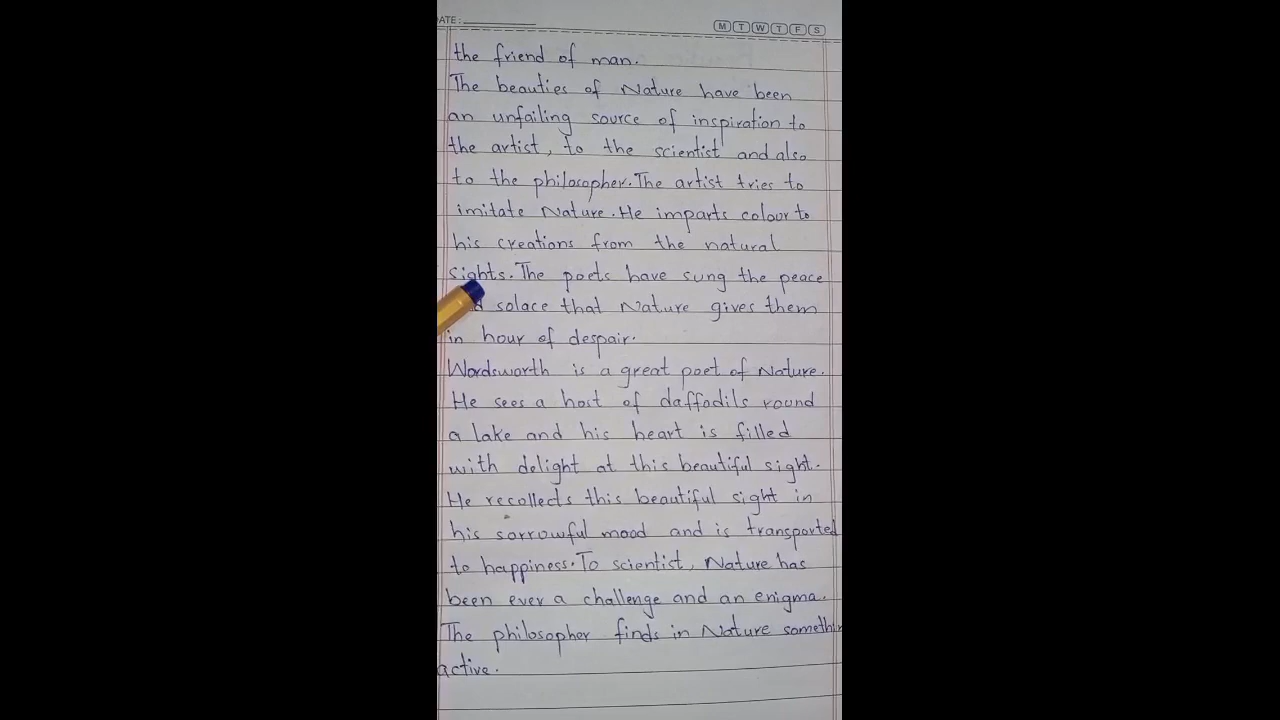 DATE:
M T W T F S
the friend of man.
The beauties of Nature have been
an unfailing source of inspiration to
the artist, to the scientist and also
to the philosopher. The artist tries to
imitate Nature. He imparts colour to
his creations from the natural
sights. The poets have sung the peace
solace that Nature gives them
in hour of despair.
Wordsworth is a great poet of Nature.
He sees a host of daffodils round
a lake and his heart is filled
with delight at this beautiful sight.
He recollects this beautiful sight in
his sorrowful mood and is transported
to happiness. To scientist, Nature has
been ever a challenge and an enigma.
The philosopher finds in Nature somethin
active.